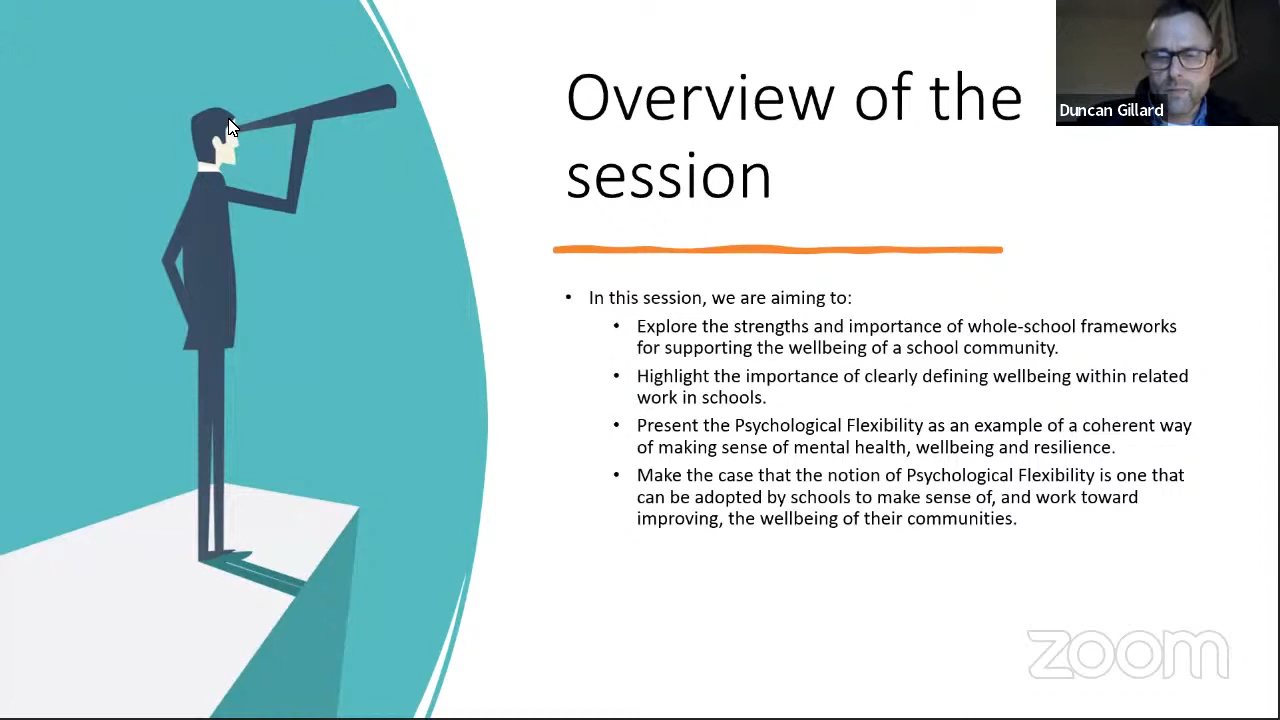 Overview of the
session
Duncan Gillard
• In this session, we are aiming to:
• Explore the strengths and importance of whole-school frameworks
for supporting the wellbeing of a school community.
• Highlight the importance of clearly defining wellbeing within related
work in schools.
• Present the Psychological Flexibility as an example of a coherent way
of making sense of mental health, wellbeing and resilience.
• Make the case that the notion of Psychological Flexibility is one that
can be adopted by schools to make sense of, and work toward
improving, the wellbeing of their communities.
zoom